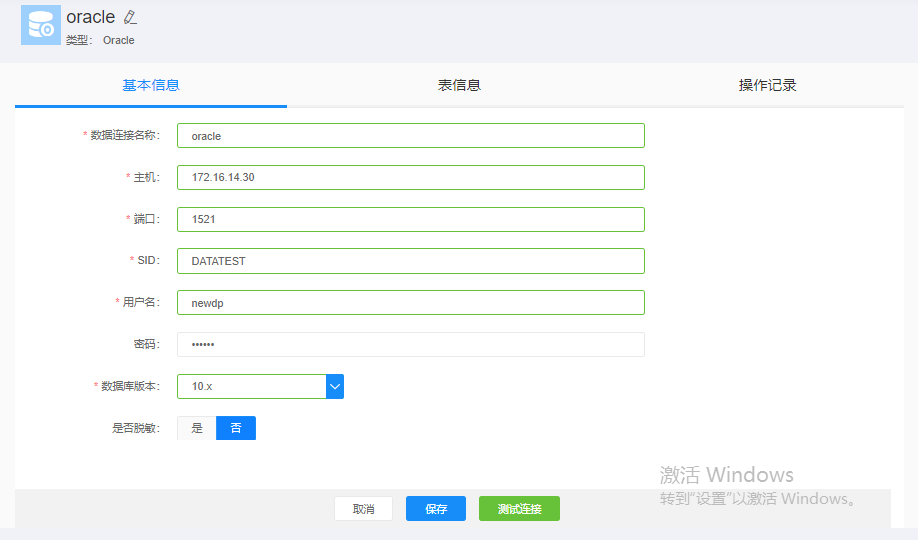 oracle
类型： Oracle
基本信息 表信息 操作记录
* 数据连接名称： oracle
* 主机： 172.16.14.30
* 端口： 1521
* SID： DATATEST
* 用户名： newdp
密码： ••••••
* 数据库版本： 10.x
是否脱敏： 是 否
激活 Windows
转到“设置”以激活 Windows。
取消 保存 测试连接